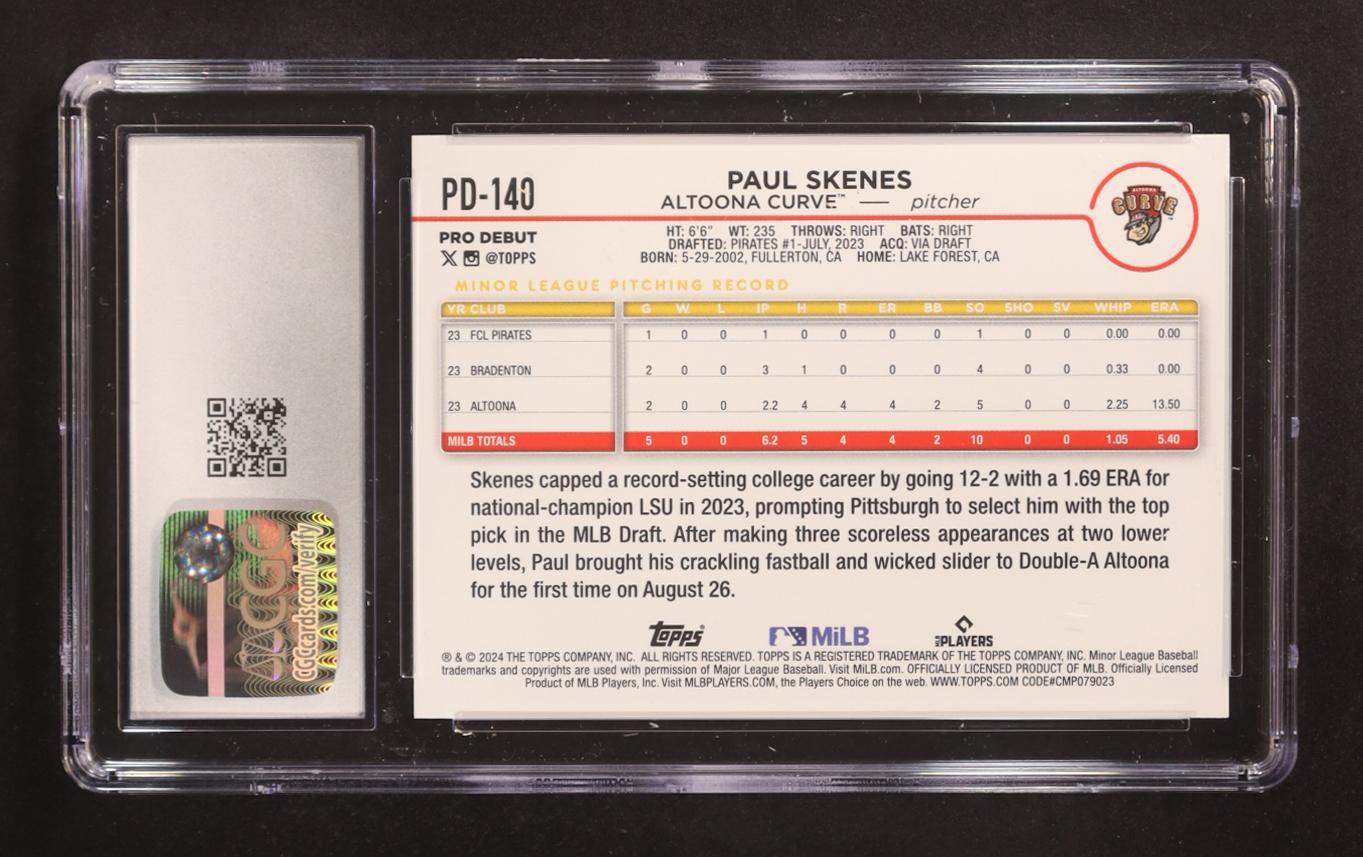 PD-140
PAUL SKENES
ALTOONA CURVE™ — pitcher
ALTOONA
CURVE
PRO DEBUT
@TOPPS
HT: 6'6" WT: 235 THROWS: RIGHT BATS: RIGHT
DRAFTED: PIRATES #1-JULY, 2023 ACQ: VIA DRAFT
BORN: 5-29-2002, FULLERTON, CA HOME: LAKE FOREST, CA
MINOR LEAGUE PITCHING RECORD
YR CLUB G W L IP H R ER BB SO SHO SV WHIP ERA
23 FCL PIRATES 1 0 0 1 0 0 0 0 1 0 0 0.00 0.00
23 BRADENTON 2 0 0 3 1 0 0 0 4 0 0 0.33 0.00
23 ALTOONA 2 0 0 2.2 4 4 4 2 5 0 0 2.25 13.50
MILB TOTALS 5 0 0 6.2 5 4 4 2 10 0 0 1.05 5.40
Skenes capped a record-setting college career by going 12-2 with a 1.69 ERA for
national-champion LSU in 2023, prompting Pittsburgh to select him with the top
pick in the MLB Draft. After making three scoreless appearances at two lower
levels, Paul brought his crackling fastball and wicked slider to Double-A Altoona
for the first time on August 26.
Topps MiLB MLB PLAYERS
® & © 2024 THE TOPPS COMPANY, INC. ALL RIGHTS RESERVED. TOPPS IS A REGISTERED TRADEMARK OF THE TOPPS COMPANY, INC. Minor League Baseball
trademarks and copyrights are used with permission of Major League Baseball. Visit MiLB.com. OFFICIALLY LICENSED PRODUCT OF MLB. Officially Licensed
Product of MLB Players, Inc. Visit MLBPLAYERS.COM, the Players Choice on the web. WWW.TOPPS.COM CODE#CMP079023
CGC
CGCcards.com/verify